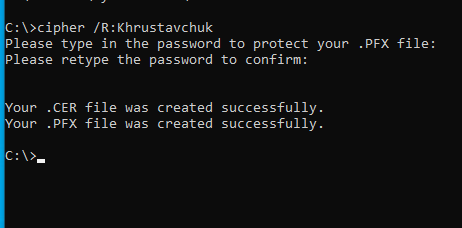 C:\>cipher /R:Khrustavchuk
Please type in the password to protect your .PFX file:
Please retype the password to confirm:
Your .CER file was created successfully.
Your .PFX file was created successfully.
C:\>